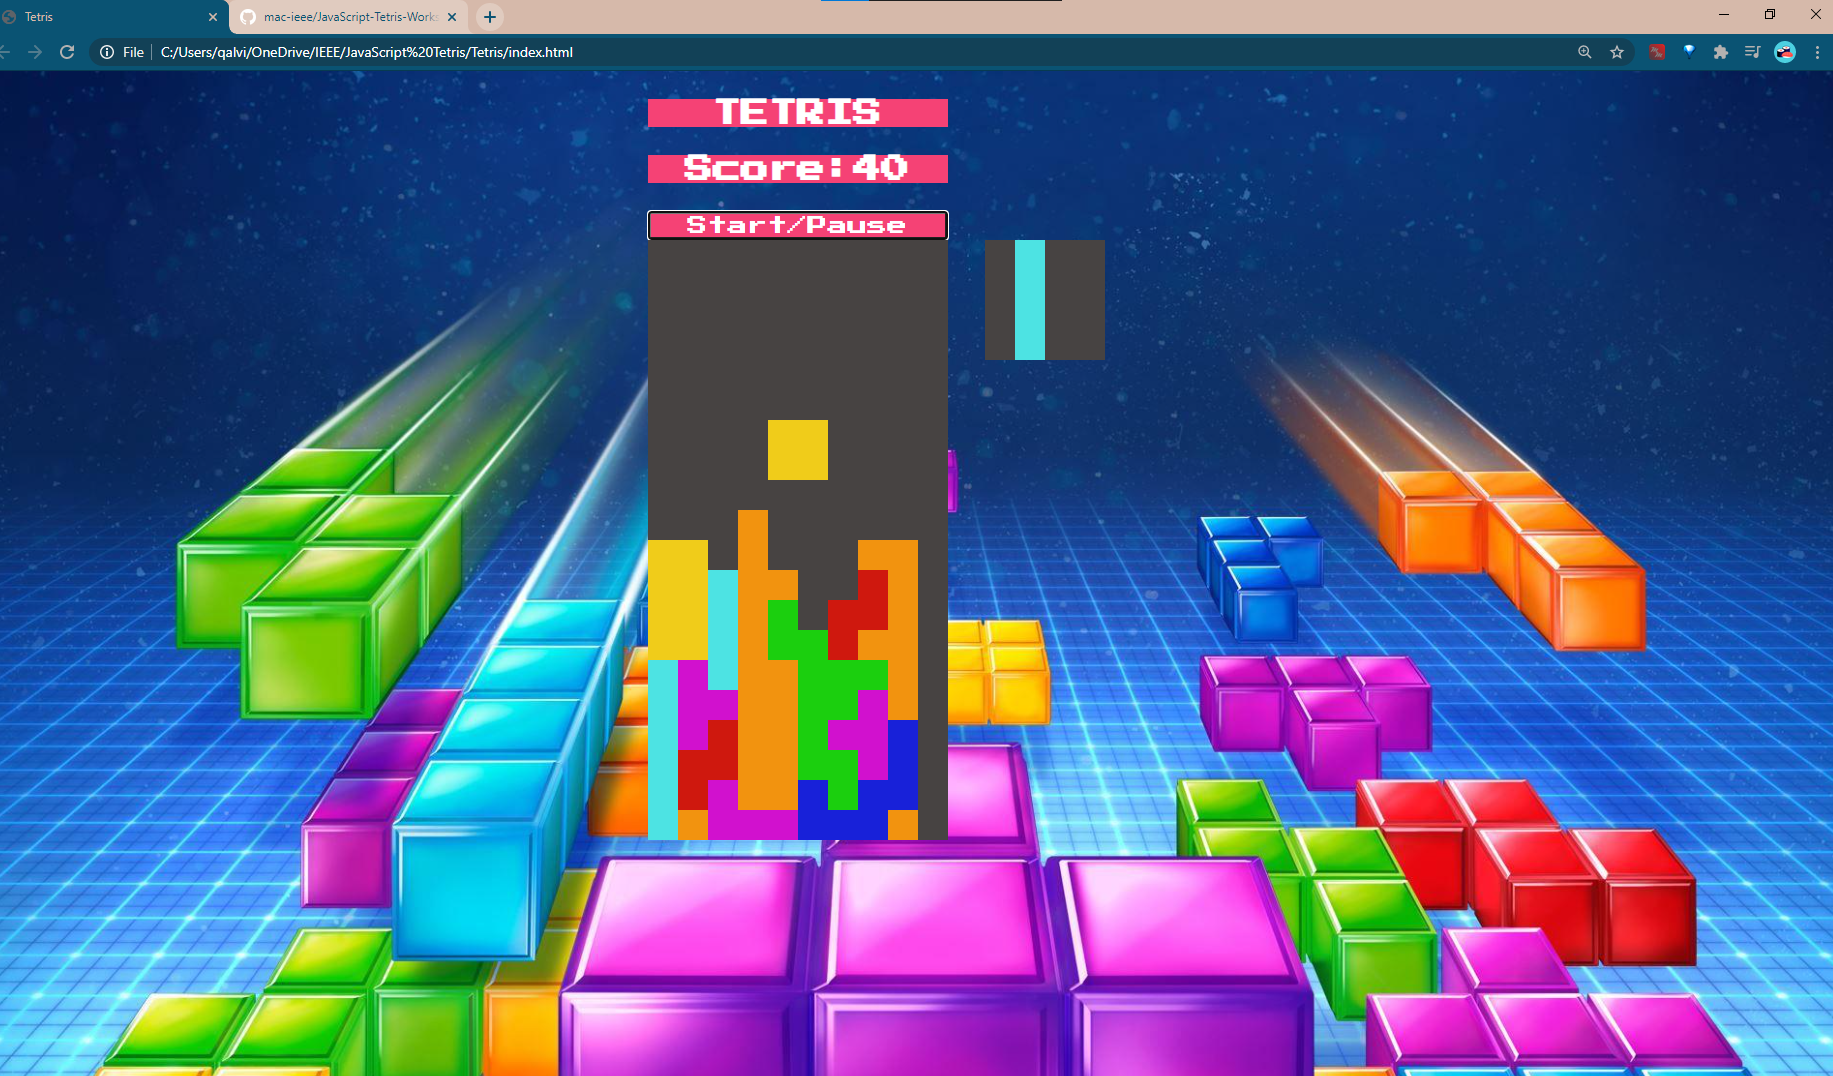 Tetris
mac-ieee/JavaScript-Tetris-Works
File
C:/Users/qalvi/OneDrive/IEEE/JavaScript%20Tetris/Tetris/index.html
TETRIS
Score:40
Start/Pause